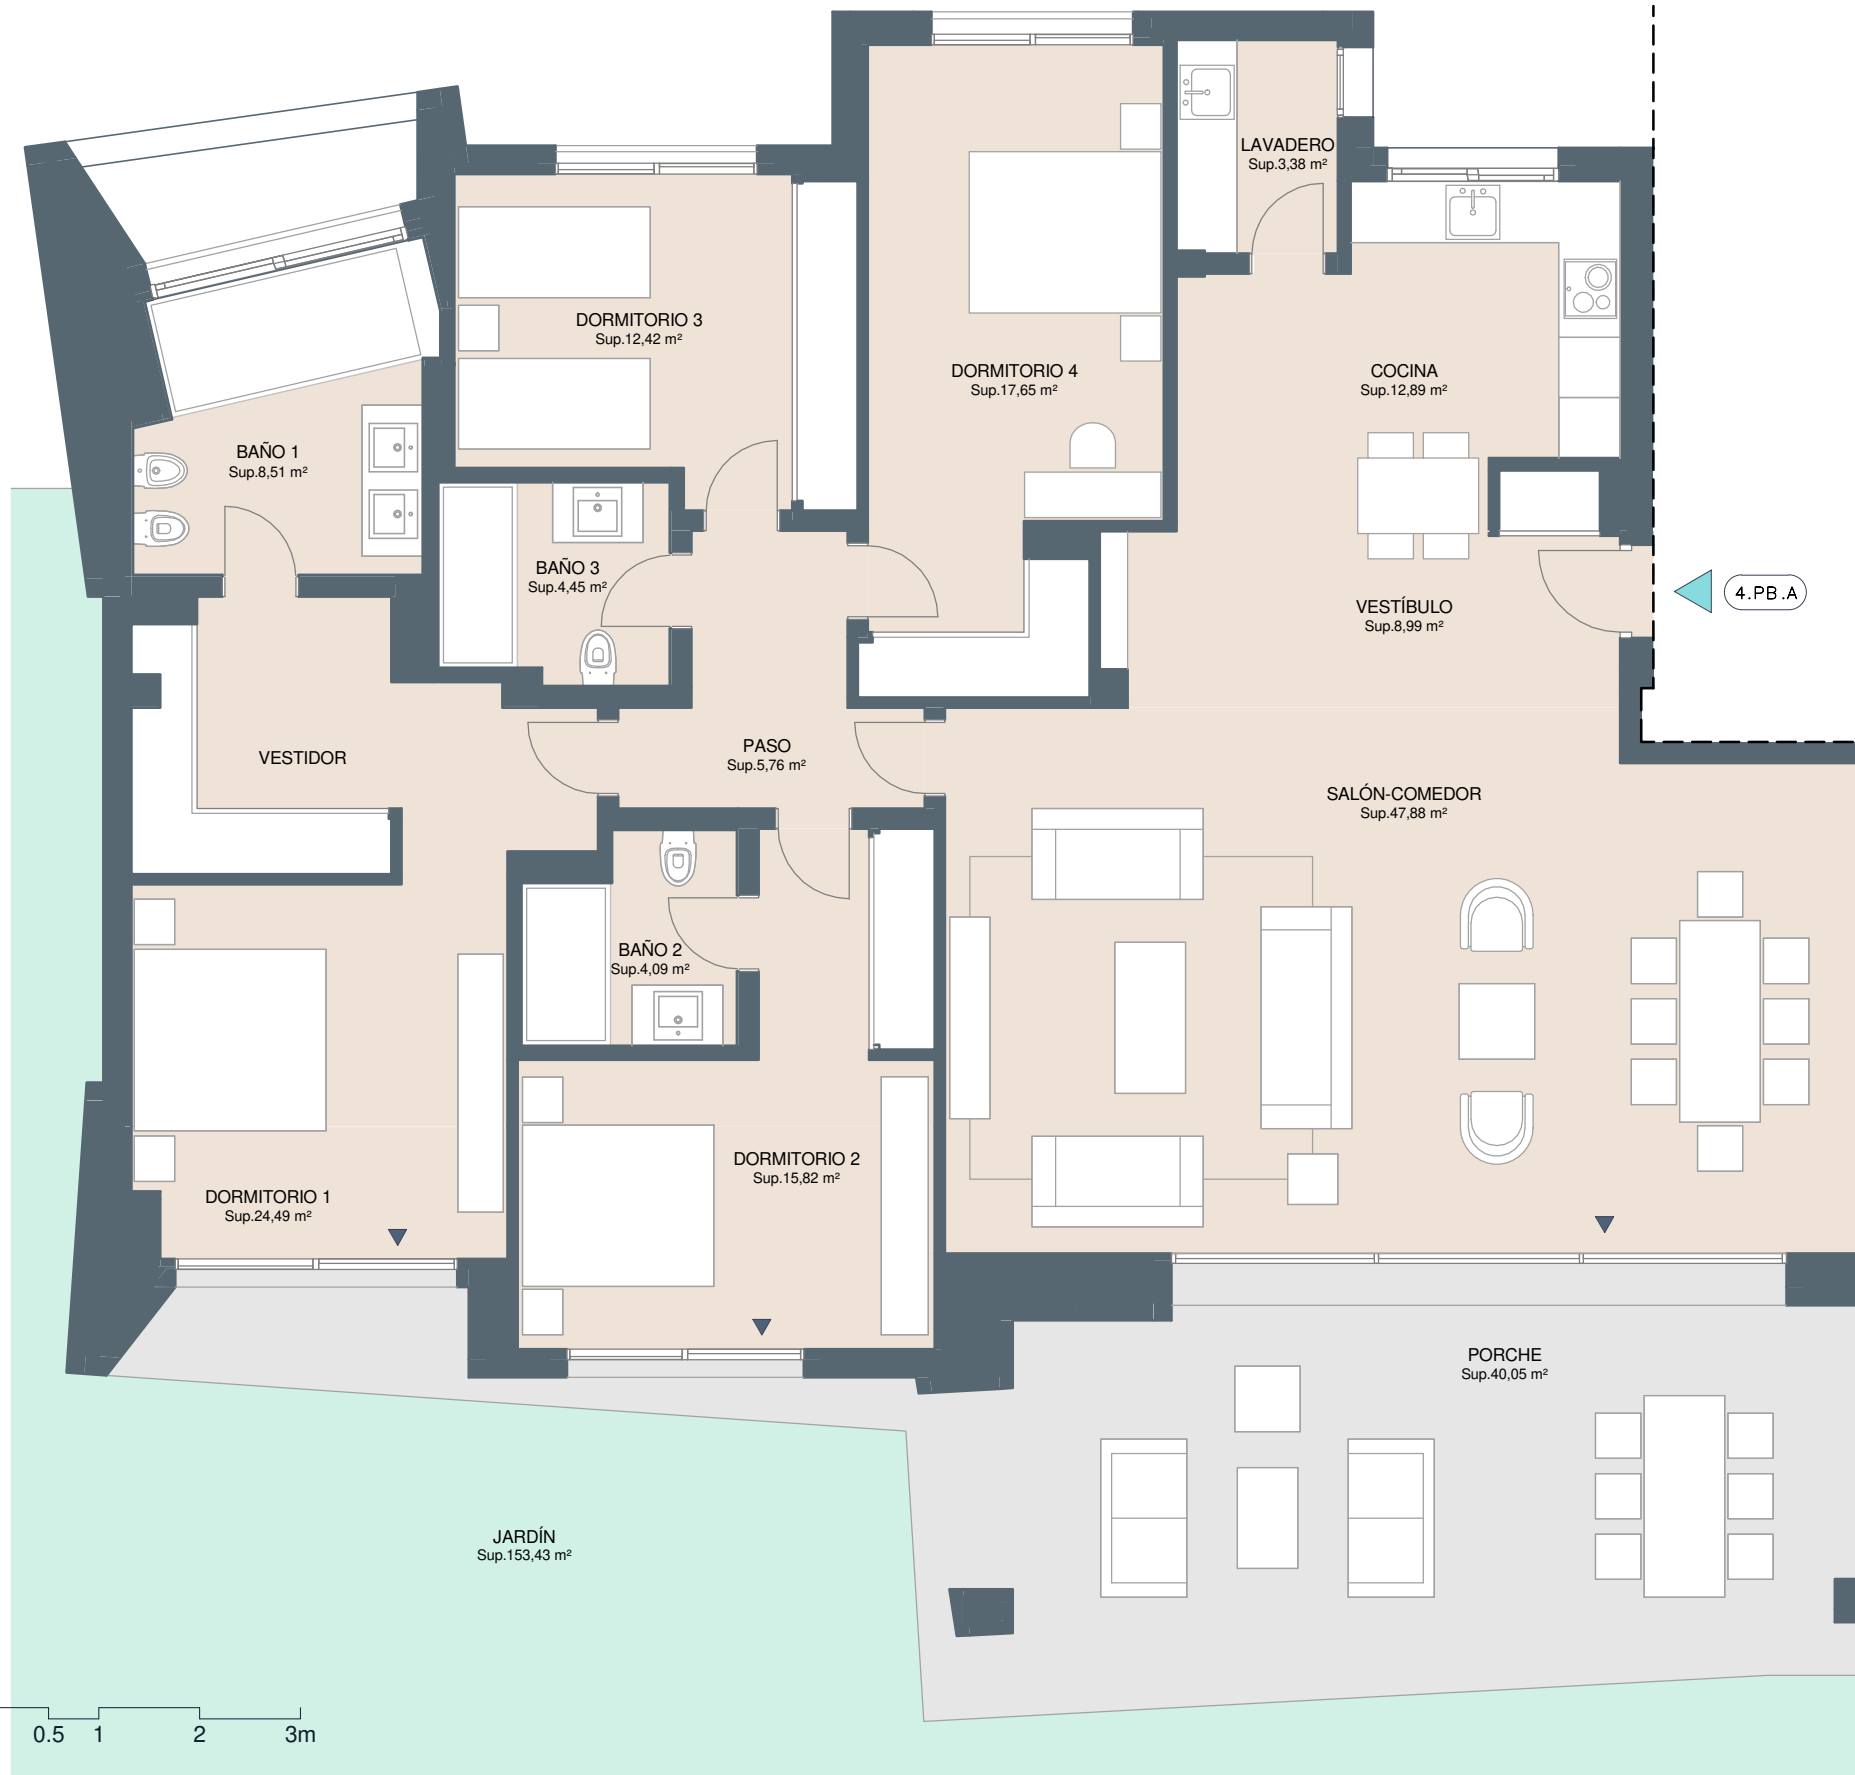 LAVADERO
Sup.3,38 m²
DORMITORIO 3
Sup.12,42 m²
DORMITORIO 4
Sup.17,65 m²
COCINA
Sup.12,89 m²
BAÑO 1
Sup.8,51 m²
BAÑO 3
Sup.4,45 m²
VESTÍBULO
Sup.8,99 m²
4.PB.A
VESTIDOR
PASO
Sup.5,76 m²
SALÓN-COMEDOR
Sup.47,88 m²
BAÑO 2
Sup.4,09 m²
DORMITORIO 2
Sup.15,82 m²
DORMITORIO 1
Sup.24,49 m²
PORCHE
Sup.40,05 m²
JARDÍN
Sup.153,43 m²
0.5 1 2 3m